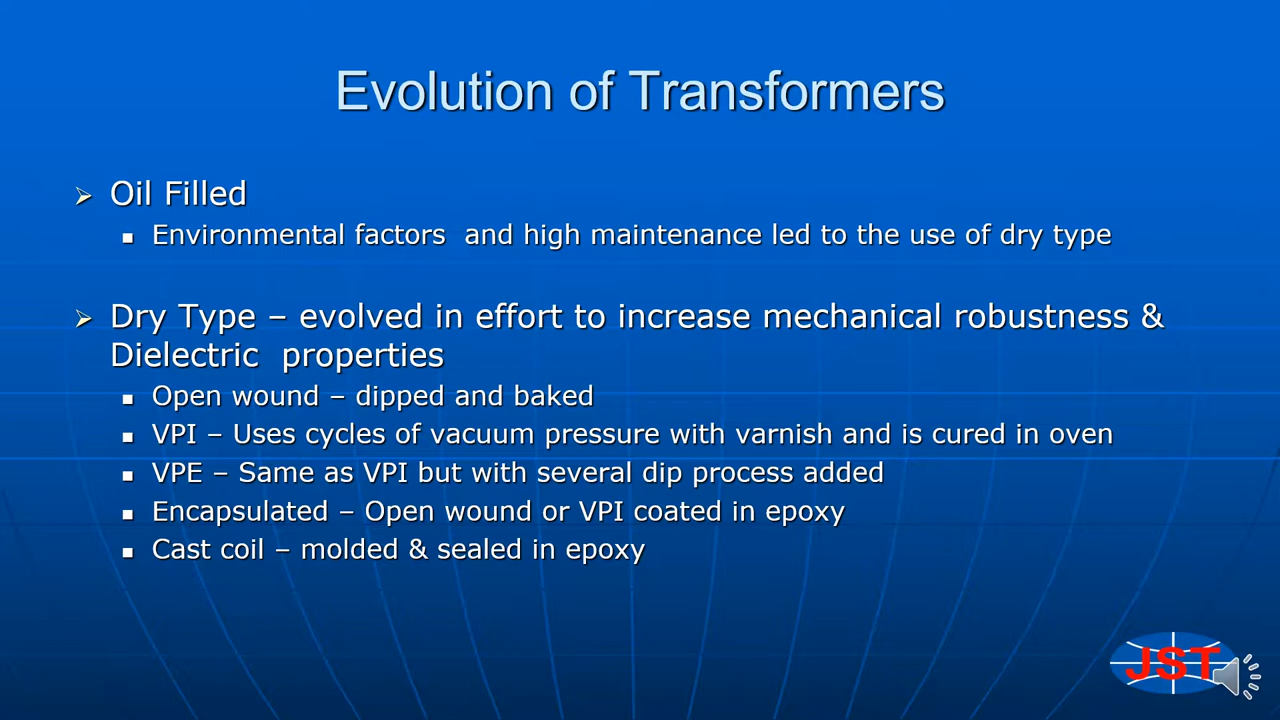 Evolution of Transformers
Oil Filled
Environmental factors  and high maintenance led to the use of dry type
Dry Type – evolved in effort to increase mechanical robustness &
Dielectric  properties
Open wound – dipped and baked
VPI – Uses cycles of vacuum pressure with varnish and is cured in oven
VPE – Same as VPI but with several dip process added
Encapsulated – Open wound or VPI coated in epoxy
Cast coil – molded & sealed in epoxy
JST